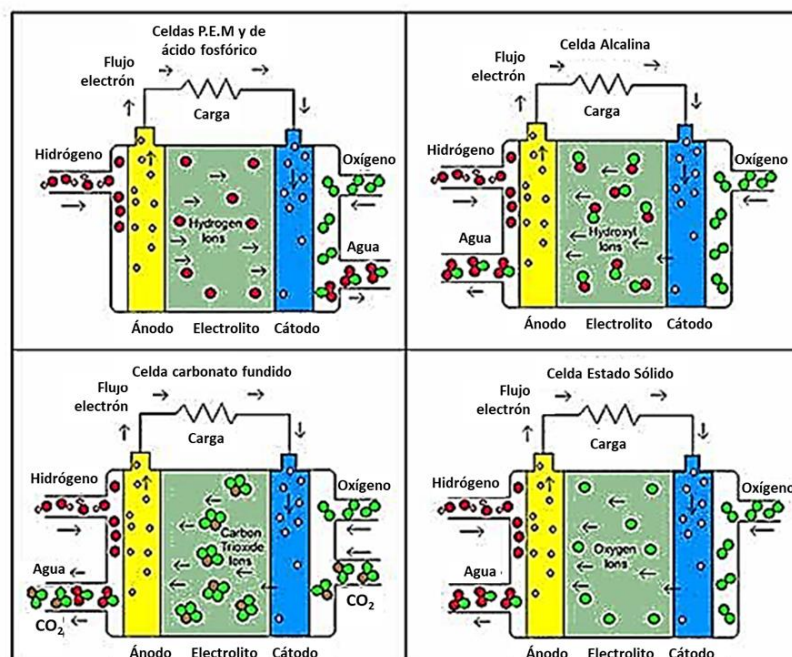 Celdas P.E.M y de
ácido fosfórico
Flujo
electrón
Carga
Hidrógeno
Oxígeno
Hydrogen
Ions
Agua
Ánodo
Electrolito
Cátodo
Celda Alcalina
Flujo
electrón
Carga
Hidrógeno
Oxígeno
Agua
Hydroxyl
Ions
Ánodo
Electrolito
Cátodo
Celda carbonato fundido
Flujo
electrón
Carga
Hidrógeno
Oxígeno
Carbon
Trioxide
Ions
Agua
CO2
CO2
Ánodo
Electrolito
Cátodo
Celda Estado Sólido
Flujo
electrón
Carga
Hidrógeno
Oxígeno
Oxygen
Ions
Agua
Ánodo
Electrolito
Cátodo